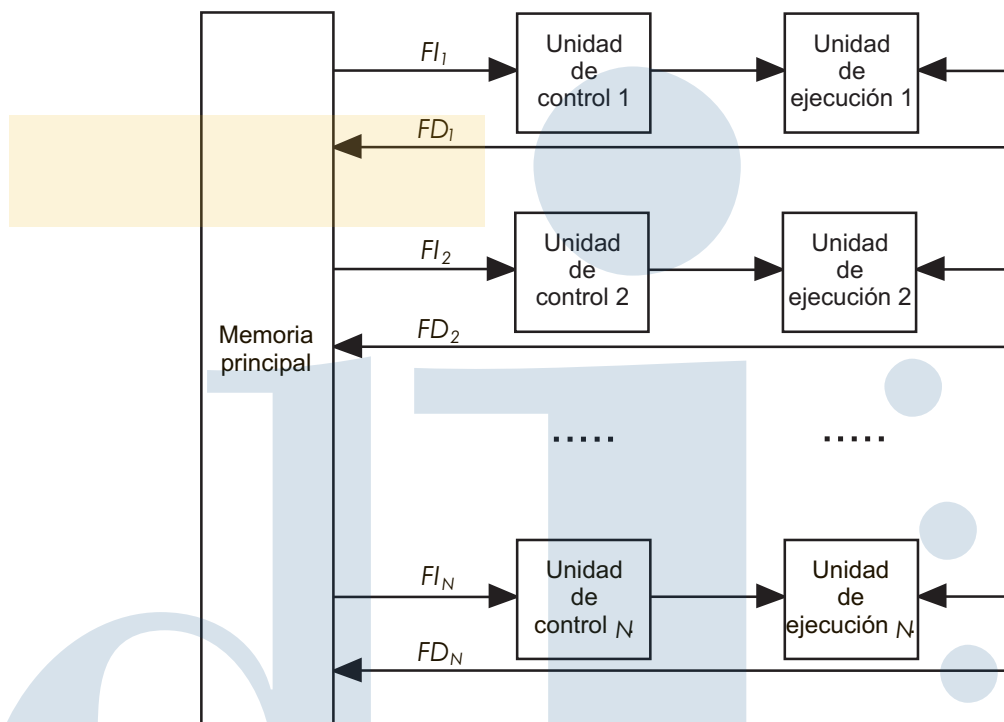 FI1
Unidad
de
control 1
Unidad
de
ejecución 1
FD1
FI2
Unidad
de
control 2
Unidad
de
ejecución 2
FD2
Memoria
principal
......
......
FIN
Unidad
de
control N
Unidad
de
ejecución N
FDN